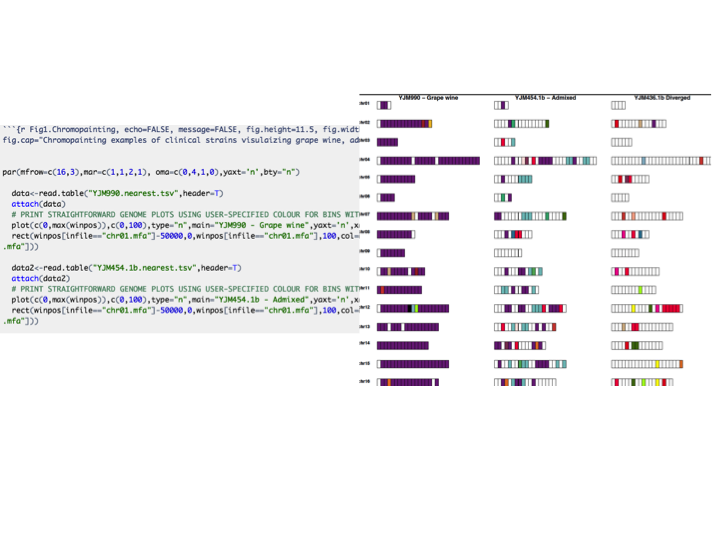 ```{r Fig1.Chromopainting, echo=FALSE, message=FALSE, fig.height=11.5, fig.widt
fig.cap="Chromopainting examples of clinical strains visulaizing grape wine, ad
par(mfrow=c(16,3),mar=c(1,1,2,1), oma=c(0,4,1,0),yaxt='n',bty="n")
data<-read.table("YJM990.nearest.tsv",header=T)
attach(data)
# PRINT STRAIGHTFORWARD GENOME PLOTS USING USER-SPECIFIED COLOUR FOR BINS WIT
plot(c(0,max(winpos)),c(0,100),type="n",main="YJM990 - Grape wine",yaxt='n',x
rect(winpos[infile=="chr01.mfa"]-50000,0,winpos[infile=="chr01.mfa"],100,col=
.mfa"]))
data2<-read.table("YJM454.1b.nearest.tsv",header=T)
attach(data2)
# PRINT STRAIGHTFORWARD GENOME PLOTS USING USER-SPECIFIED COLOUR FOR BINS WIT
plot(c(0,max(winpos)),c(0,100),type="n",main="YJM454.1b - Admixed",yaxt='n',x
rect(winpos[infile=="chr01.mfa"]-50000,0,winpos[infile=="chr01.mfa"],100,col=
.mfa"]))
YJM990 - Grape wine YJM454.1b - Admixed YJM436.1b Diverged
chr01
chr02
chr03
chr04
chr05
chr06
chr07
chr08
chr09
chr10
chr11
chr12
chr13
chr14
chr15
chr16